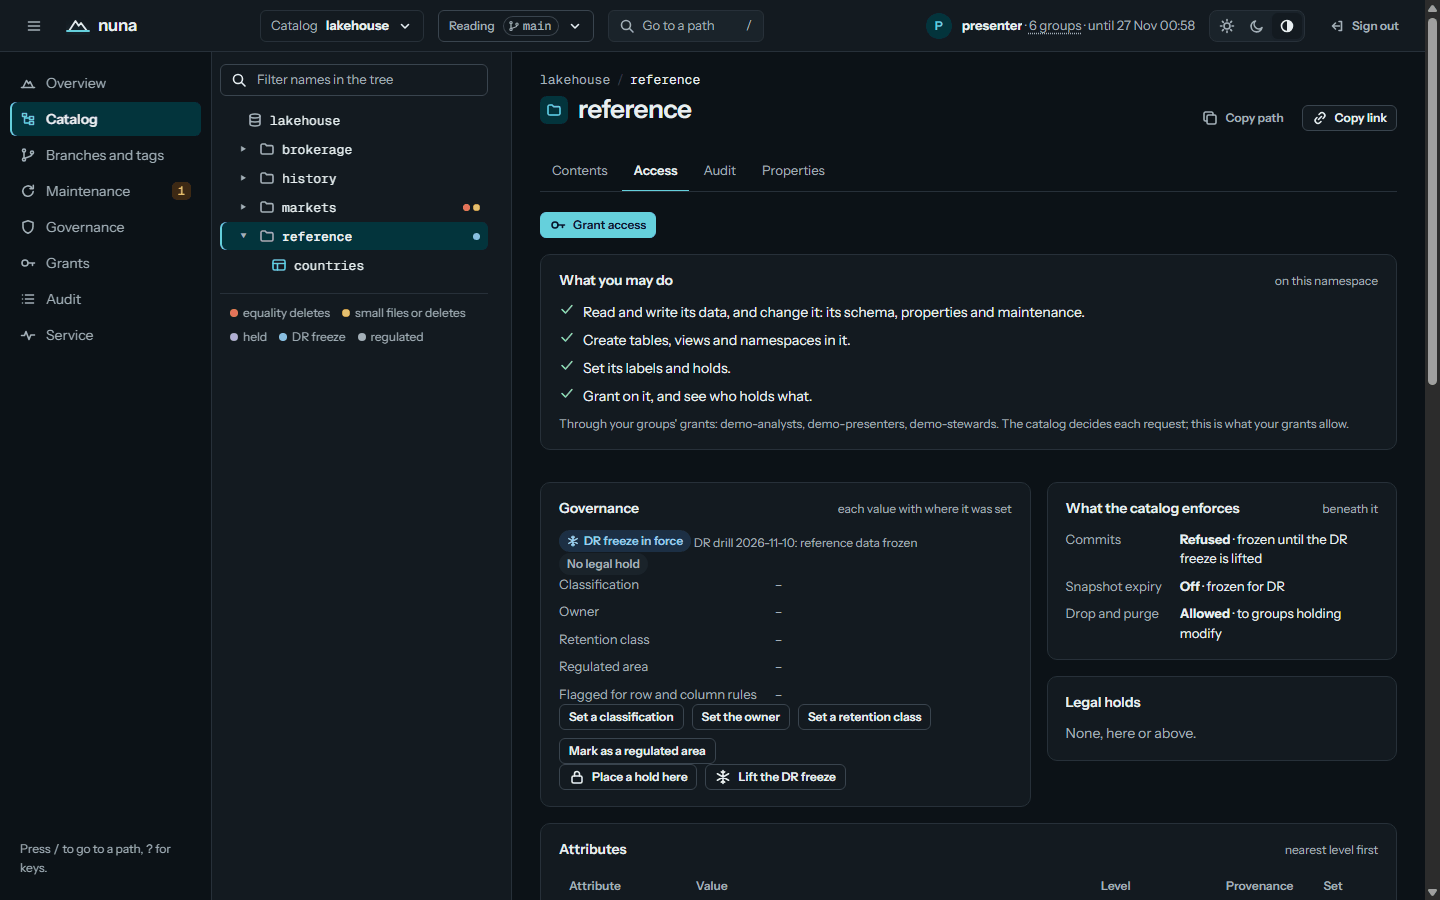 nuna
Catalog lakehouse
Reading main
Go to a path /
P presenter · 6 groups · until 27 Nov 00:58
Sign out
Overview
Catalog
Branches and tags
Maintenance 1
Governance
Grants
Audit
Service
Press / to go to a path, ? for
keys.
Filter names in the tree
lakehouse
brokerage
history
markets
reference
countries
equality deletes small files or deletes
held DR freeze regulated
lakehouse / reference
reference
Copy path
Copy link
Contents Access Audit Properties
Grant access
What you may do on this namespace
Read and write its data, and change it: its schema, properties and maintenance.
Create tables, views and namespaces in it.
Set its labels and holds.
Grant on it, and see who holds what.
Through your groups' grants: demo-analysts, demo-presenters, demo-stewards. The catalog decides each request; this is what your grants allow.
Governance each value with where it was set
DR freeze in force DR drill 2026-11-10: reference data frozen
No legal hold
Classification –
Owner –
Retention class –
Regulated area –
Flagged for row and column rules –
Set a classification Set the owner Set a retention class
Mark as a regulated area
Place a hold here Lift the DR freeze
What the catalog enforces beneath it
Commits Refused · frozen until the DR
freeze is lifted
Snapshot expiry Off · frozen for DR
Drop and purge Allowed · to groups holding
modify
Legal holds
None, here or above.
Attributes nearest level first
Attribute Value Level Provenance Set